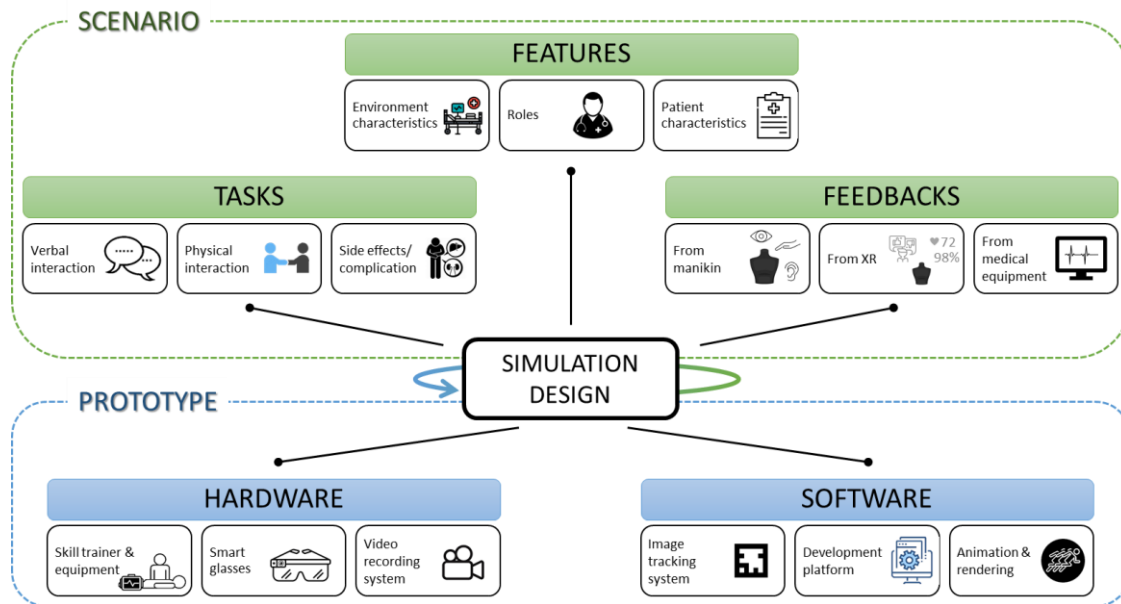 SCENARIO
FEATURES
Environment
characteristics
Roles
Patient
characteristics
TASKS
Verbal
interaction
Physical
interaction
Side effects/
complication
FEEDBACKS
From
manikin
From XR
72
98%
From
medical
equipment
SIMULATION
DESIGN
PROTOTYPE
HARDWARE
Skill trainer &
equipment
Smart
glasses
Video
recording
system
SOFTWARE
Image
tracking
system
Development
platform
Animation &
rendering